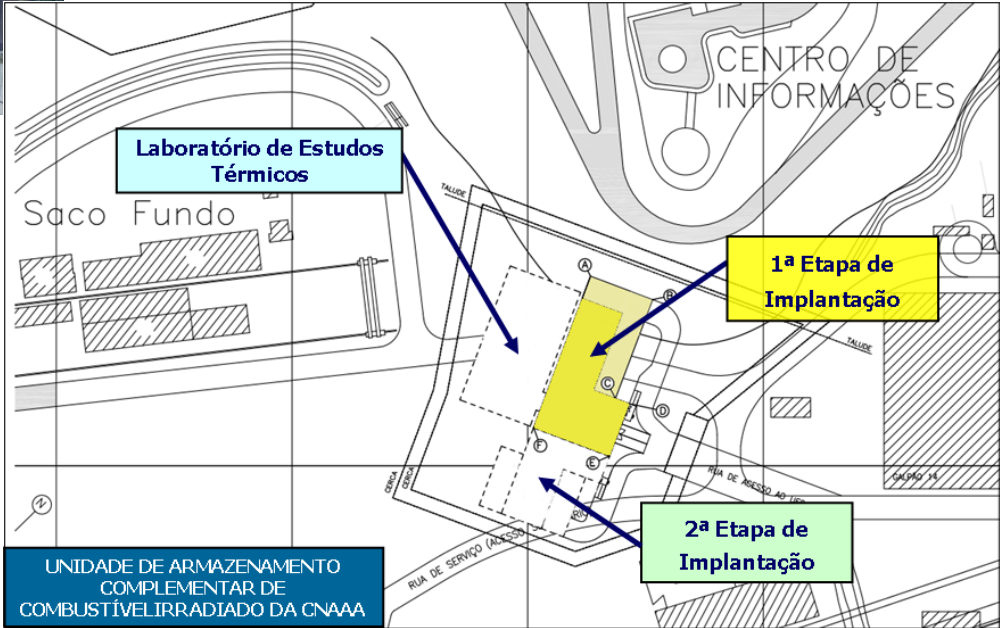 CENTRO DE
INFORMAÇÕES
Laboratório de Estudos
Térmicos
Saco Fundo
TALUDE
1ª Etapa de
Implantação
A
B
TALUDE
C
D
F
E
CERCA
CERCA
RUA DE ACESSO AO
GALPÃO 14
N
2ª Etapa de
Implantação
RUA DE SERVIÇO (ACESSO
UNIDADE DE ARMAZENAMENTO
COMPLEMENTAR DE
COMBUSTÍVELIRRADIADO DA CNAAA